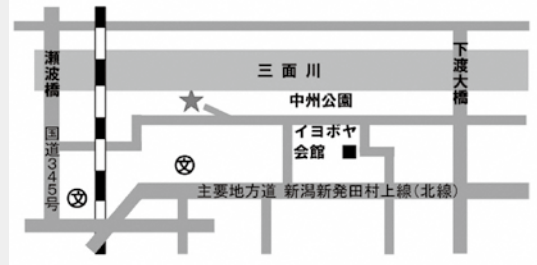 瀬波橋
三面川
下渡大橋
中州公園
イヨボヤ
会館
国道345号
文
文
主要地方道 新潟新発田村上線(北線)